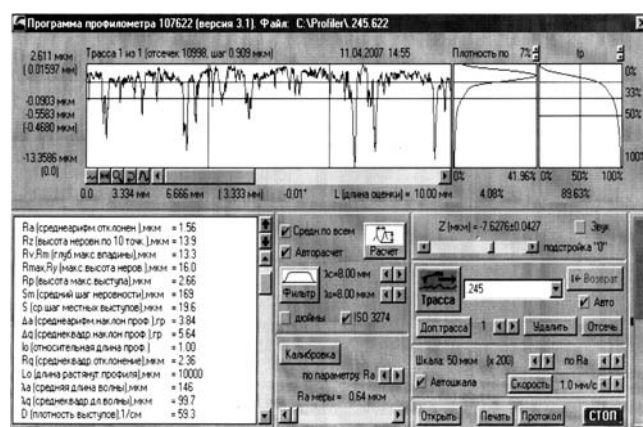 Программа профилометра 107622 (версия 3.1). Файл: C:\Profiler\.245.622
2.611 мкм
(0.01597 мм)
Трасса 1 из 1 (отсечек 10998, шаг 0.909 мкм)
11.04.2007 14:55
Плотность по 7%
tp
-0.0903 мкм
-0.5583 мкм
(-0.4680 мкм)
-13.3586 мкм
(0.0)
0%
33%
50%
100%
0.0 3.334 мм 6.666 мм (3.333 мм) -0.01° L (длина оценки) = 10.00 мм
0% 41.96% 0% 50% 100%
4.08% 89.63%
Ra (среднеарифм отклонен.),мкм = 1.56
Rz (высота неровн по 10 точк.),мкм = 13.9
Rv,Rm (глуб макс впадины),мкм = 13.3
Rmax,Ry (макс высота неров.),мкм = 16.0
Rp (высота макс.выступа),мкм = 2.66
Sm (средний шаг неровности),мкм = 169
S (ср шаг местных выступов),мкм = 19.6
Δa (среднеарифм.наклон проф.),гр = 3.84
Δq (среднеквадр.наклон проф.),гр = 5.64
lo (относительная длина проф.) = 1.00
Rq (среднеквадр отклонение),мкм = 2.36
Lo (длина растянут профиля),мкм = 10000
λa (средняя длина волны),мкм = 146
λq (среднеквадр дл волны),мкм = 99.7
D (плотность выступов),1/см = 59.3
Средн.по всем
Авторасчет
Расчет
Фильтр
λc=8.00 мм
λs=8.00 мкм
дюймы
ISO 3274
Калибровка
по параметру Ra
Ra меры = 0.64 мкм
Z (мкм) = -7.6276±0.0427
Звук
подстройка "0"
Трасса
245
Возврат
Авто
Доп.трасса 1 Удалить Отсечь
Шкала: 50 мкм (x 200) по Ra
Автошкала Скорость 1.0 мм/с
Открыть Печать Протокол СТОП